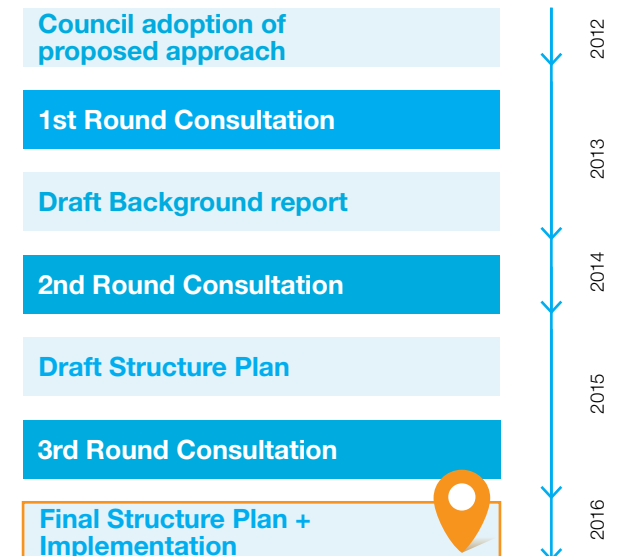 Council adoption of
proposed approach
2012
1st Round Consultation
2013
Draft Background report
2nd Round Consultation
2014
Draft Structure Plan
2015
3rd Round Consultation
Final Structure Plan +
Implementation
2016